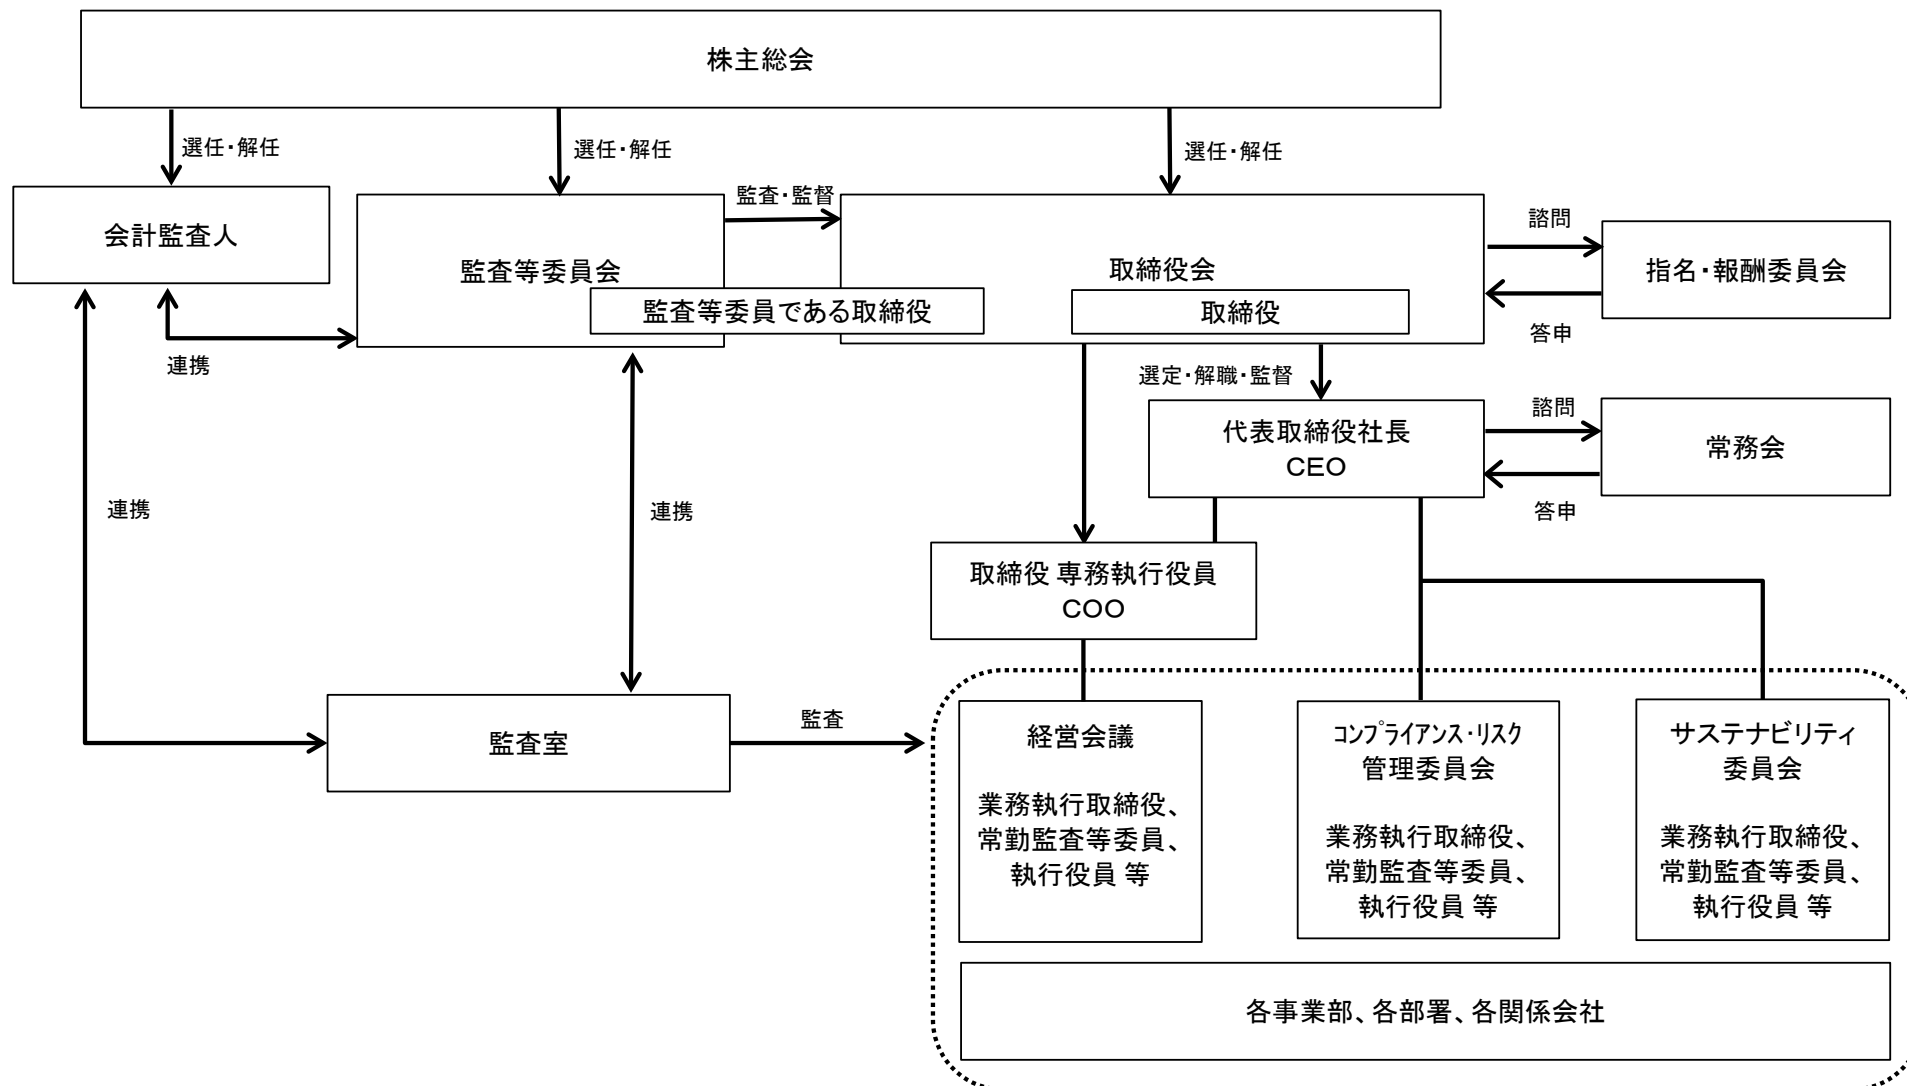 株主総会
選任・解任
選任・解任
選任・解任
会計監査人
監査等委員会
監査・監督
取締役会
監査等委員である取締役
取締役
諮問
指名・報酬委員会
答申
連携
選定・解職・監督
代表取締役社長
CEO
諮問
常務会
答申
連携
連携
取締役 専務執行役員
COO
監査室
監査
経営会議
業務執行取締役、
常勤監査等委員、
執行役員 等
コンプライアンス・リスク
管理委員会
業務執行取締役、
常勤監査等委員、
執行役員 等
サステナビリティ
委員会
業務執行取締役、
常勤監査等委員、
執行役員 等
各事業部、各部署、各関係会社